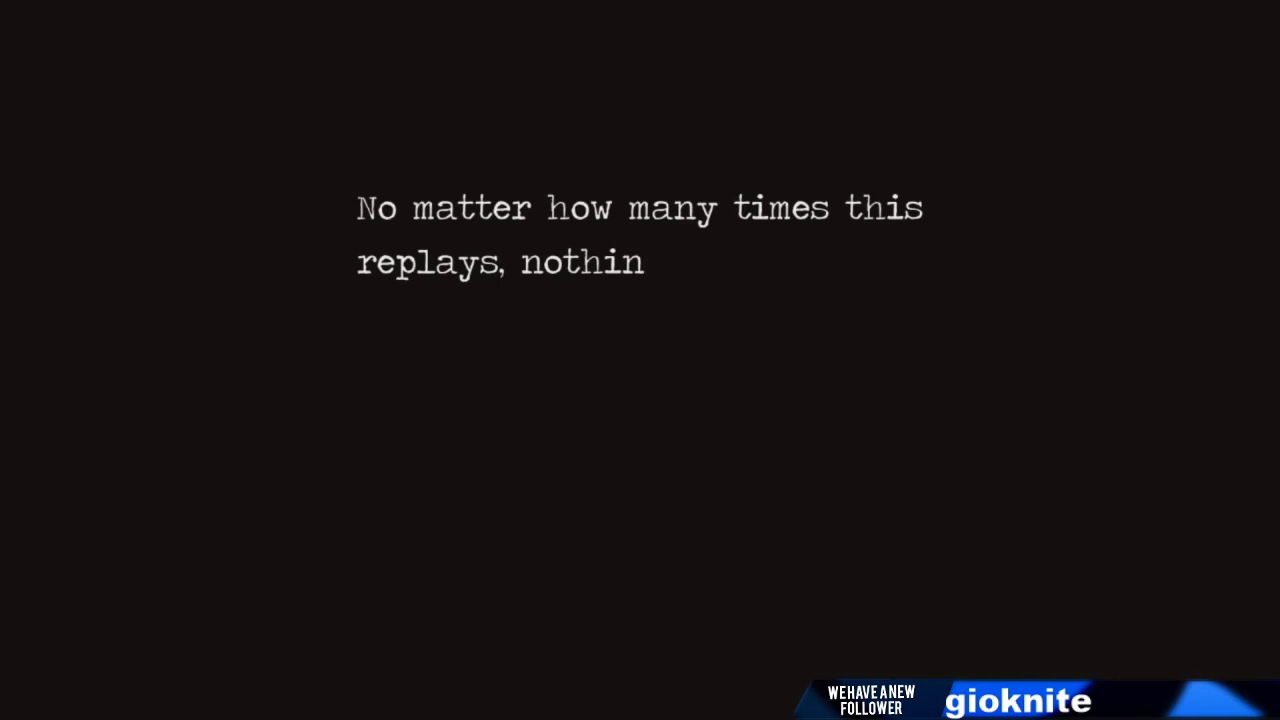 No matter how many times this
replays, nothin
WE HAVE A NEW
FOLLOWER
gioknite